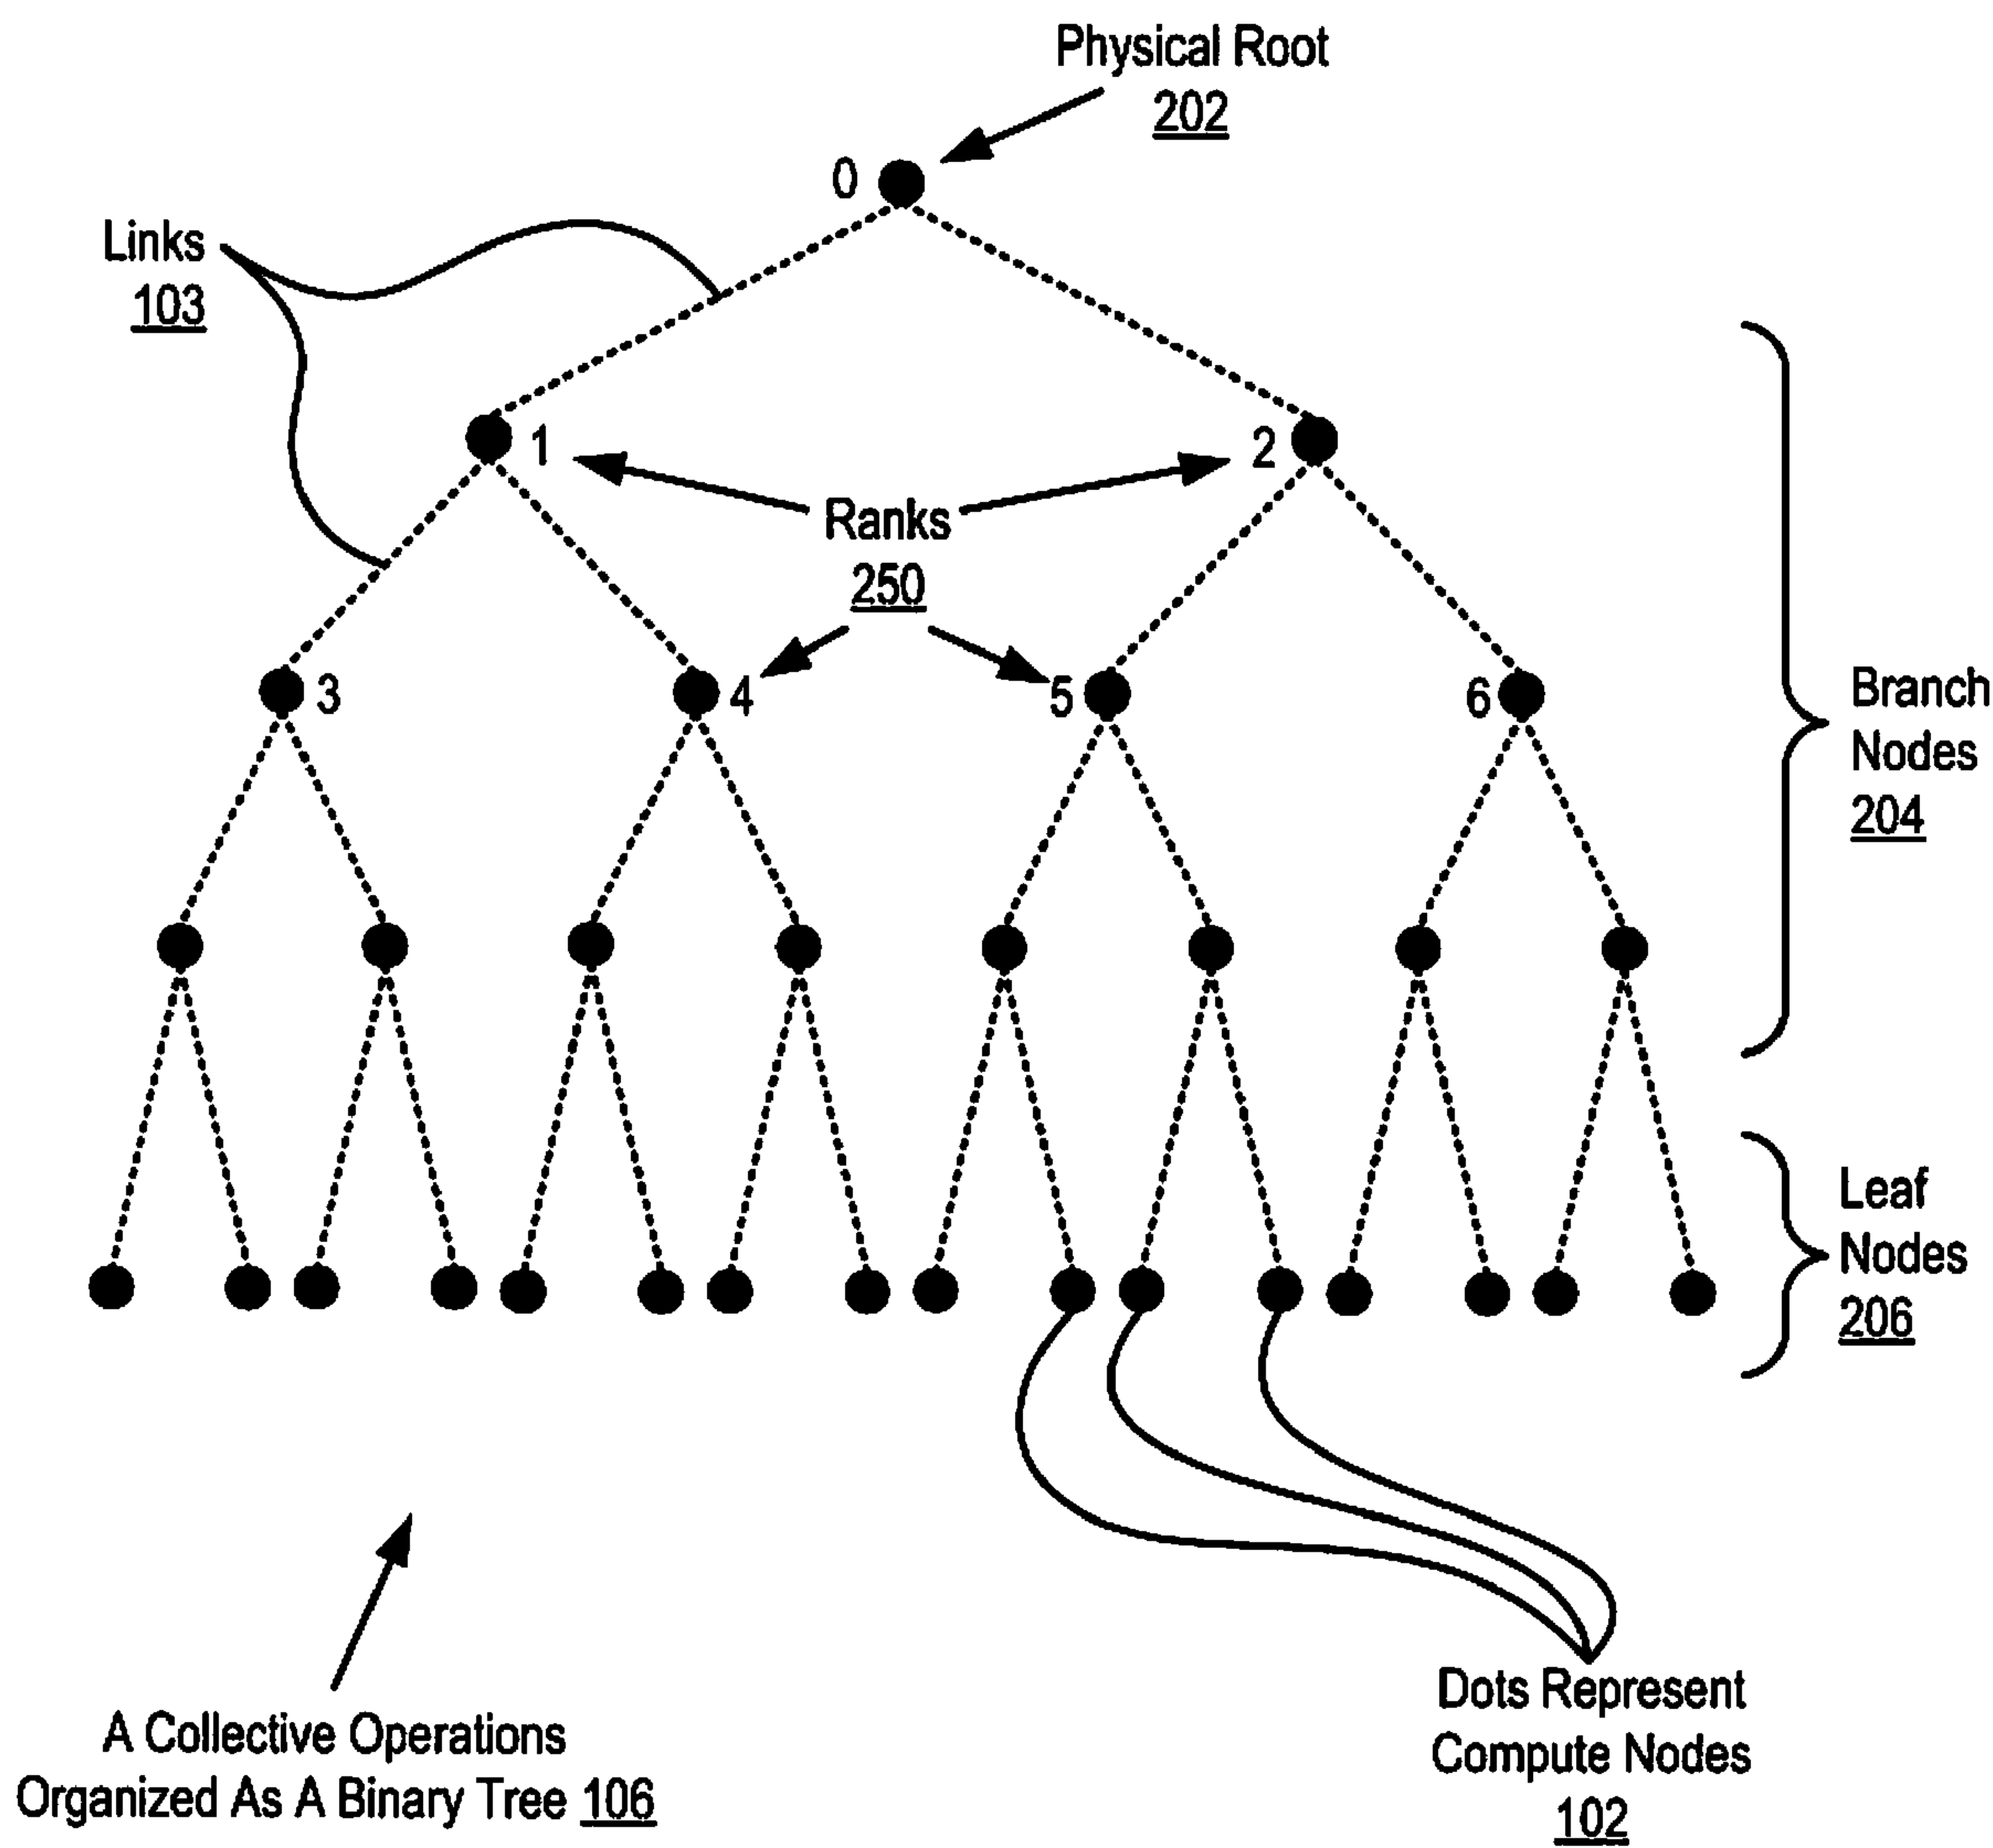 Physical Root
202
0
Links
103
1
2
Ranks
250
3
4
5
6
Branch
Nodes
204
Leaf
Nodes
206
A Collective Operations
Organized As A Binary Tree 106
Dots Represent
Compute Nodes
102